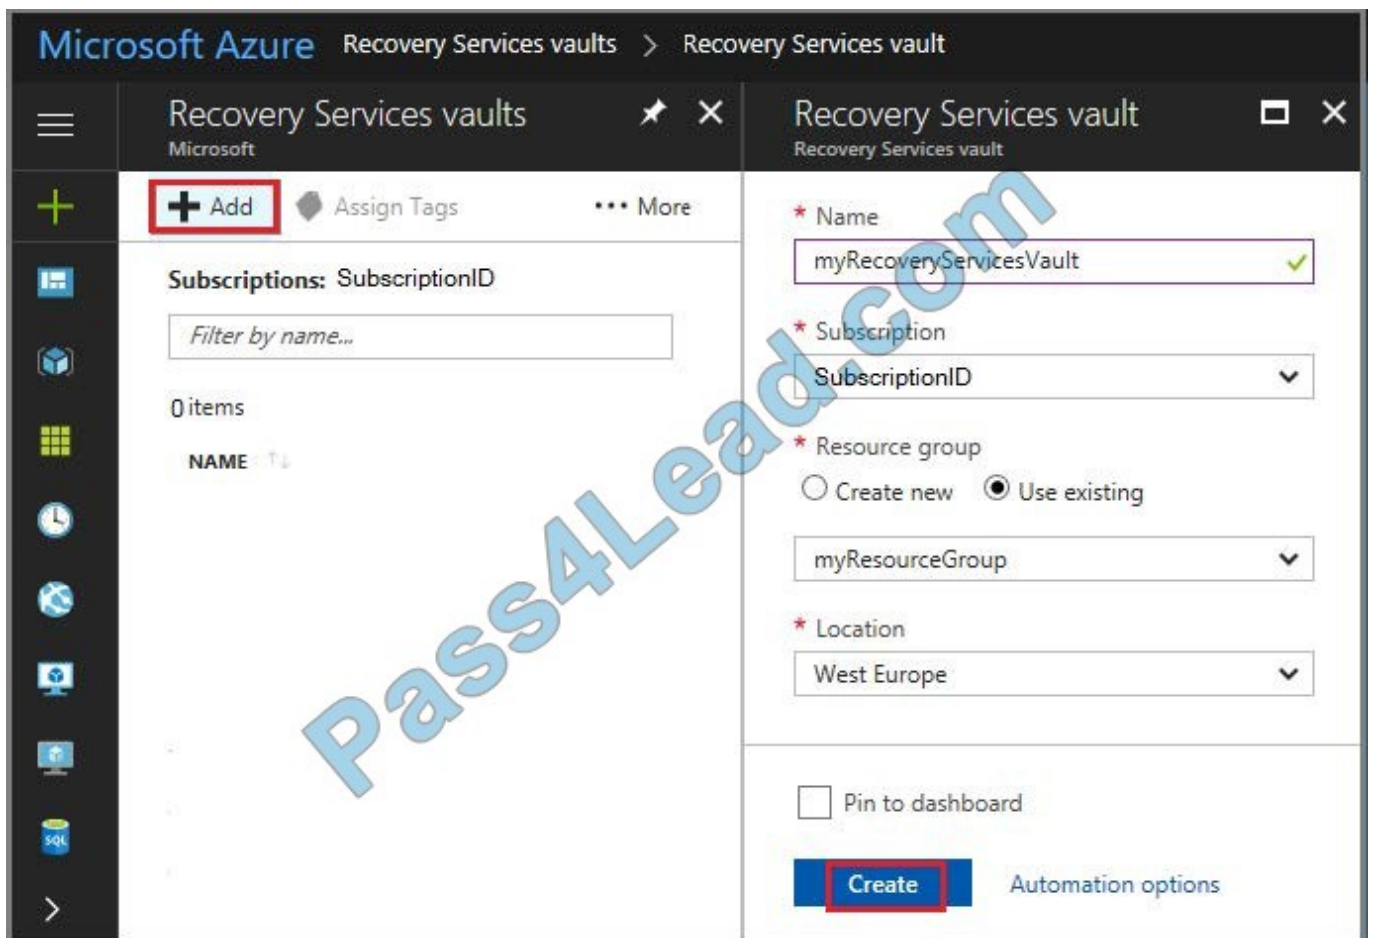 Microsoft Azure Recovery Services vaults > Recovery Services vault
Recovery Services vaults
Microsoft
Add Assign Tags ••• More
Subscriptions: SubscriptionID
Filter by name...
0 items
NAME
Recovery Services vault
Recovery Services vault
* Name
myRecoveryServicesVault
* Subscription
SubscriptionID
* Resource group
Create new Use existing
myResourceGroup
* Location
West Europe
Pin to dashboard
Create Automation options
SQL
Pass4Lead.com